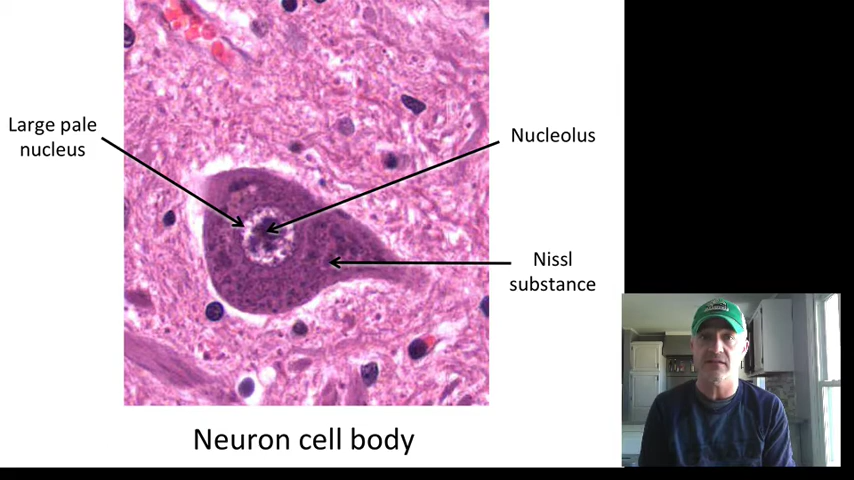 Large pale
nucleus
Nucleolus
Nissl
substance
Neuron cell body